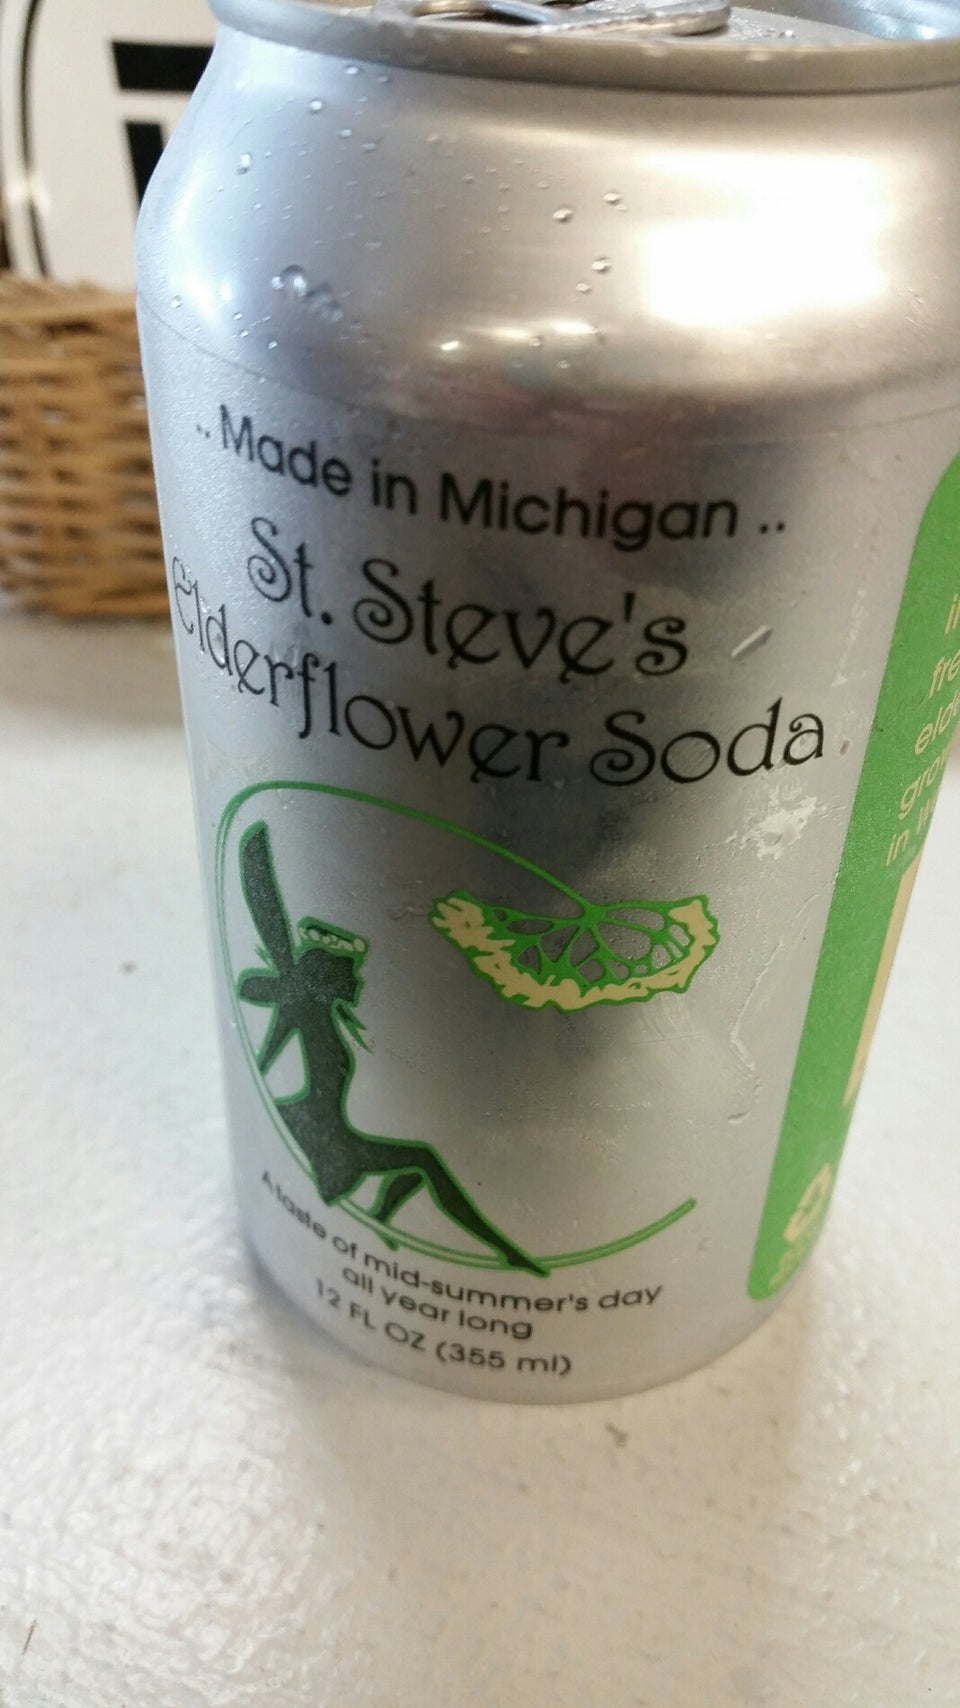 .. Made in Michigan ..
St. Steve's
elderflower Soda
A taste of mid-summer's day
all year long
12 FL OZ (355 ml)
in